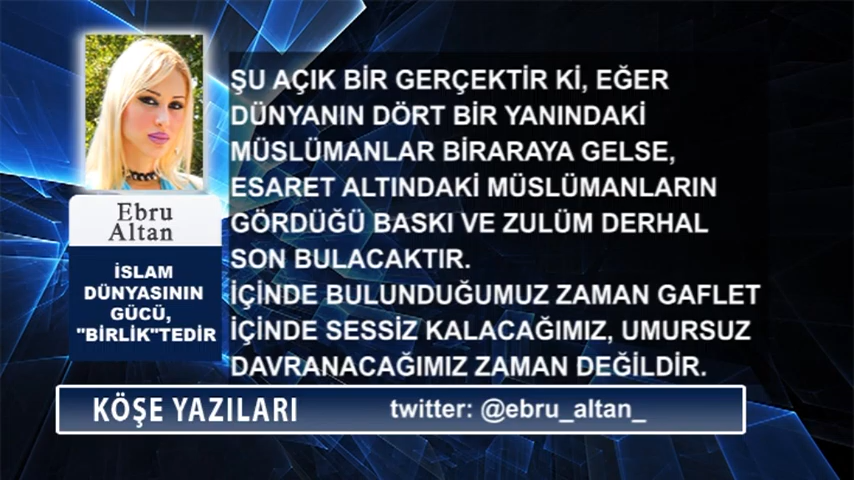 Ebru
Altan
İSLAM
DÜNYASININ
GÜCÜ,
"BİRLİK"TEDİR
ŞU AÇIK BİR GERÇEKTİR Kİ, EĞER
DÜNYANIN DÖRT BİR YANINDAKİ
MÜSLÜMANLAR BİRARAYA GELSE,
ESARET ALTINDAKİ MÜSLÜMANLARIN
GÖRDÜĞÜ BASKI VE ZULÜM DERHAL
SON BULACAKTIR.
İÇİNDE BULUNDUĞUMUZ ZAMAN GAFLET
İÇİNDE SESSİZ KALACAĞIMIZ, UMURSUZ
DAVRANACAĞIMIZ ZAMAN DEĞİLDİR.
KÖŞE YAZILARI
twitter: @ebru_altan_